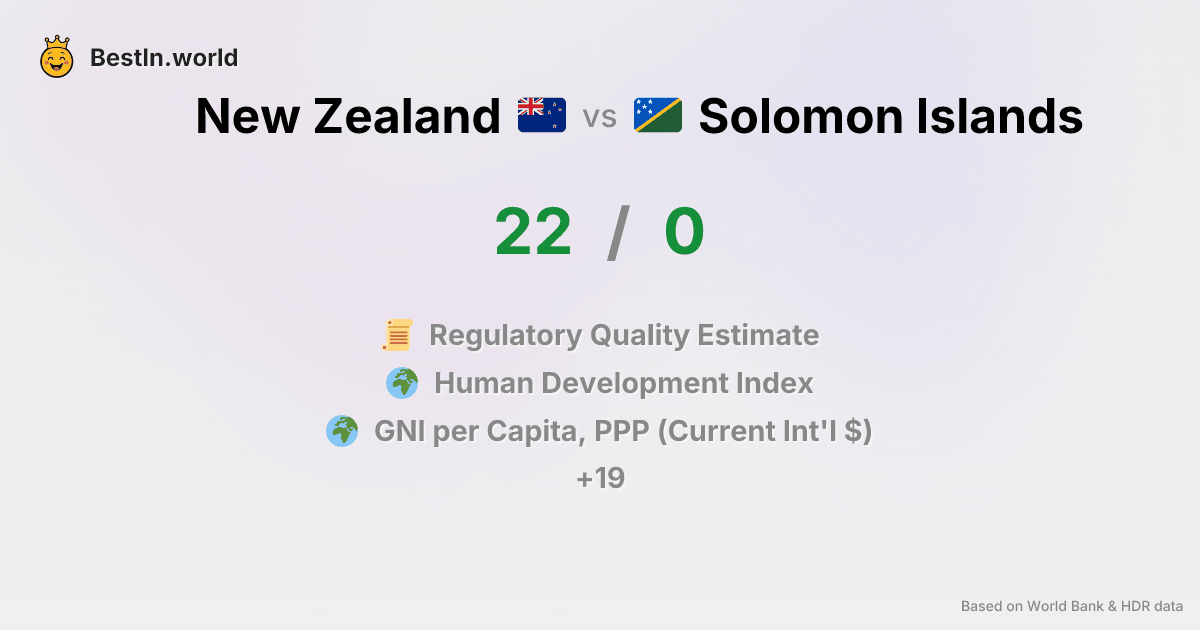 BestIn.world
New Zealand vs Solomon Islands
22 / 0
Regulatory Quality Estimate
Human Development Index
GNI per Capita, PPP (Current Int'l $)
+19
Based on World Bank & HDR data